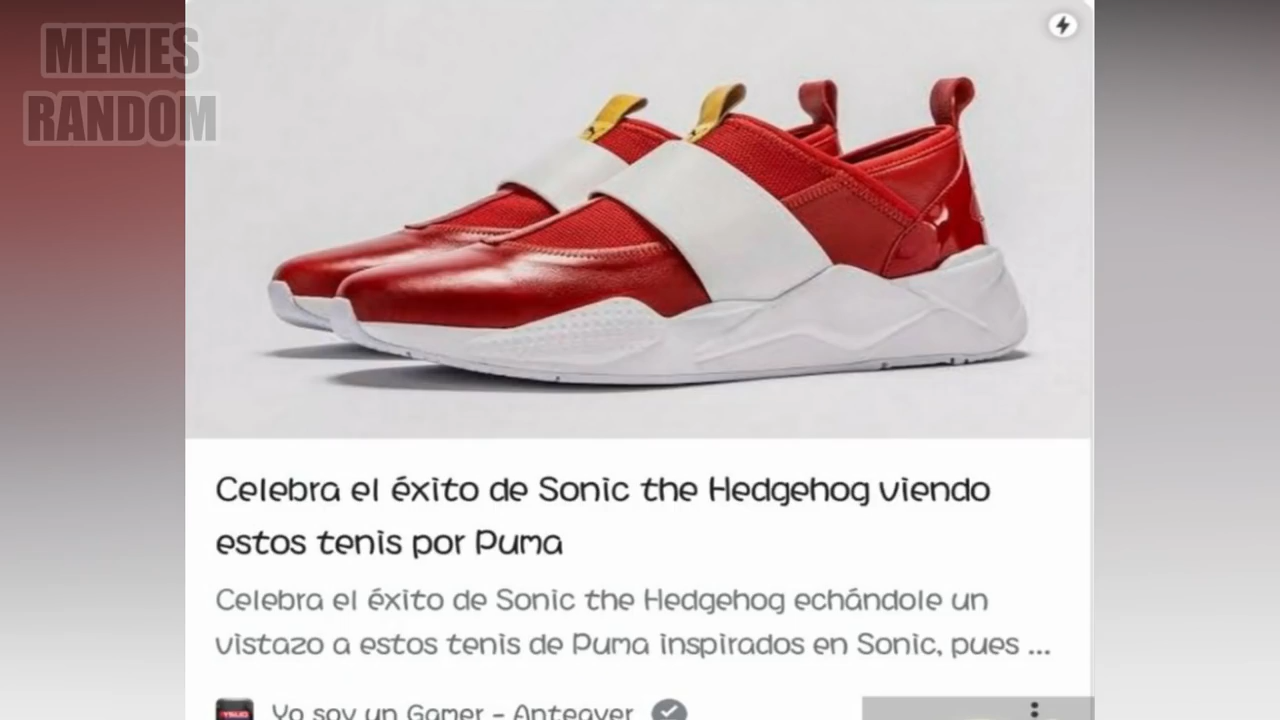 MEMES
RANDOM
Celebra el éxito de Sonic the Hedgehog viendo
estos tenis por Puma
Celebra el éxito de Sonic the Hedgehog echándole un
vistazo a estos tenis de Puma inspirados en Sonic, pues ...
Yo soy un Gamer - Anteayer